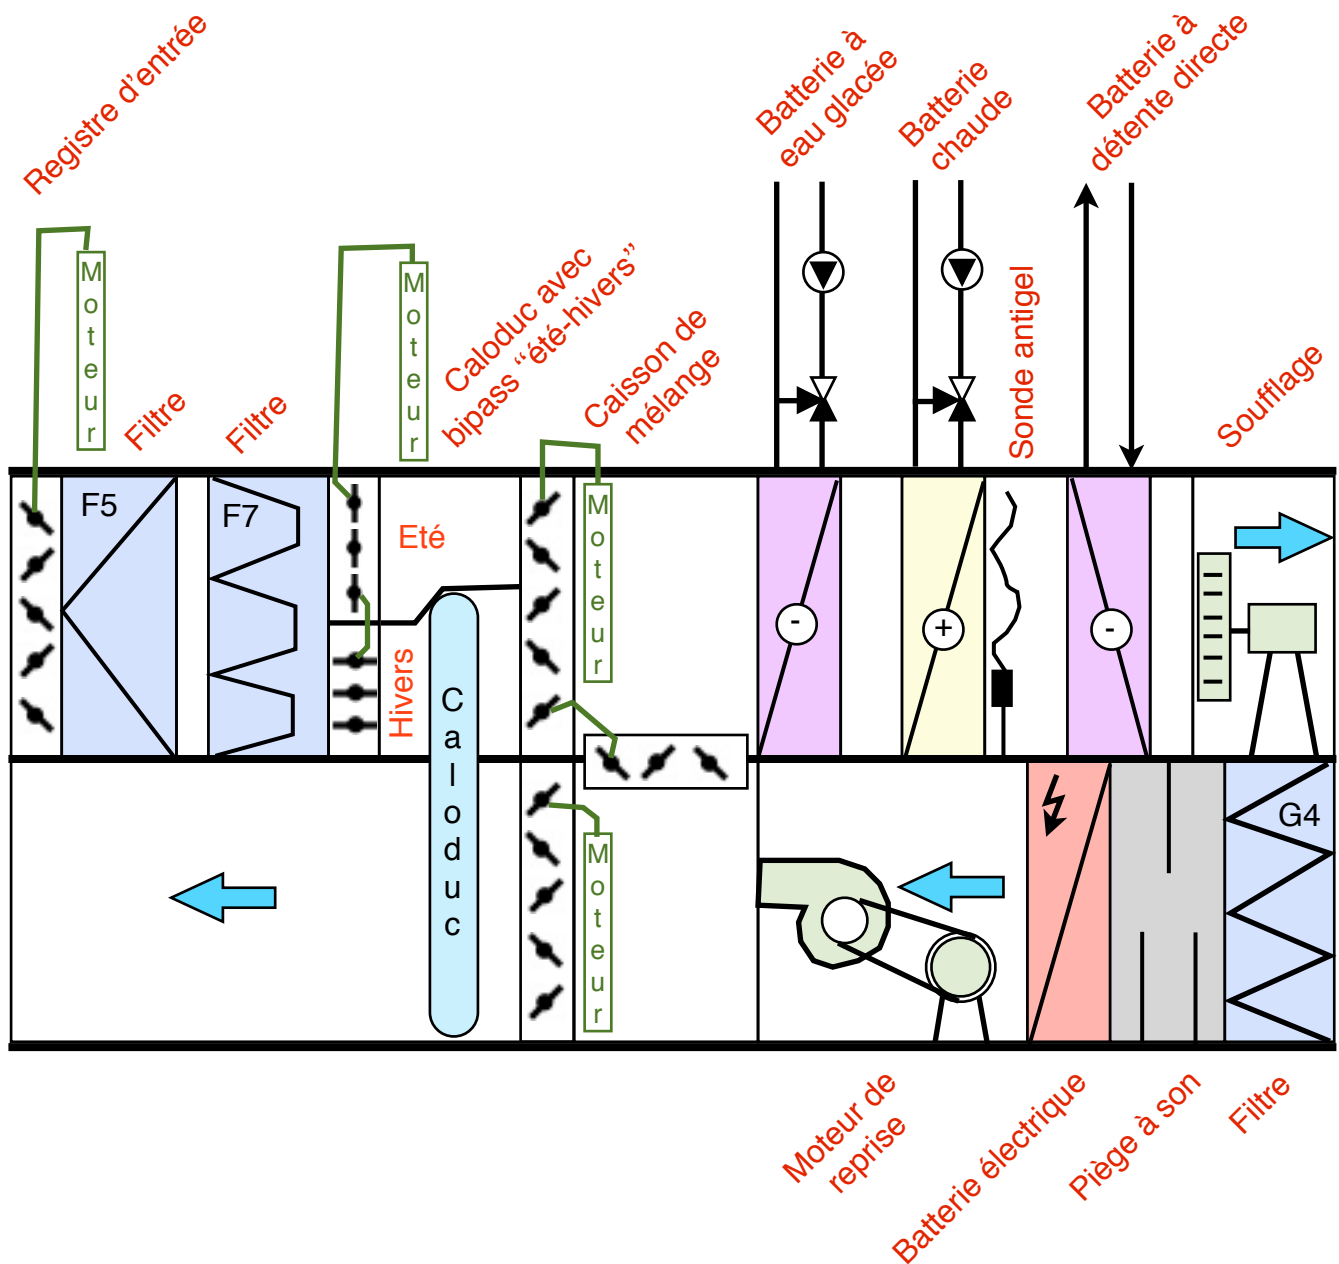 Registre d'entrée
Batterie à
eau glacée
Batterie
chaude
Batterie à
détente directe
Moteur
Moteur
Filtre
Filtre
Caloduc avec
bipass “été-hivers”
Caisson de
mélange
Sonde antigel
Soufflage
F5
F7
Eté
Hivers
Moteur
Caloduc
-
+
-
Moteur
G4
Moteur de
reprise
Batterie électrique
Piège à son
Filtre